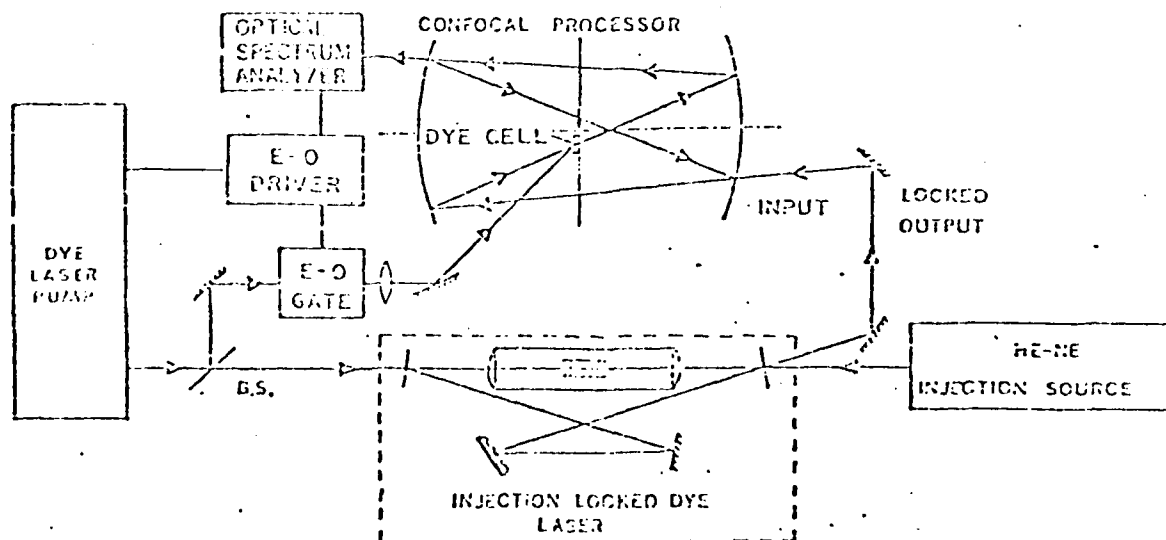 OPTICAL
SPECTRUM
ANALYZER
CONFOCAL PROCESSOR
DYE CELL
E-O
DRIVER
INPUT
LOCKED
OUTPUT
DYE
LASER
PUMP
E-O
GATE
B.S.
HE-NE
INJECTION SOURCE
INJECTION LOCKED DYE
LASER